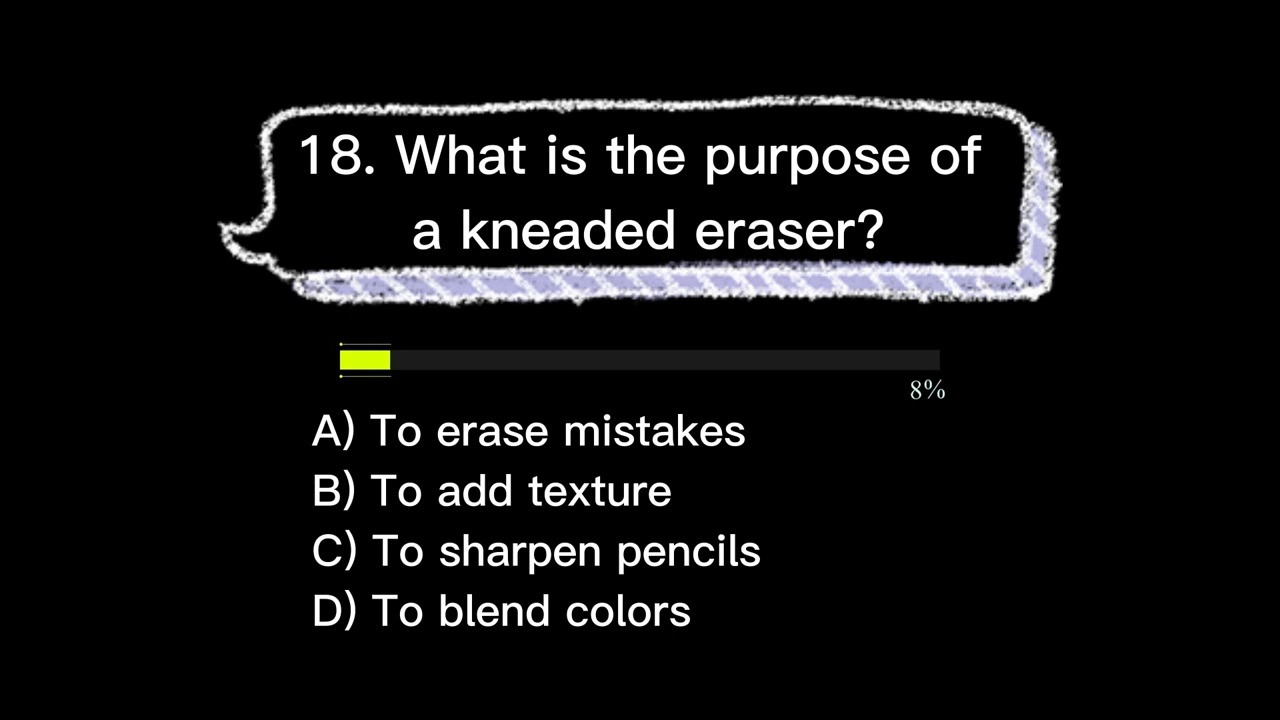 18. What is the purpose of
a kneaded eraser?
8%
A) To erase mistakes
B) To add texture
C) To sharpen pencils
D) To blend colors